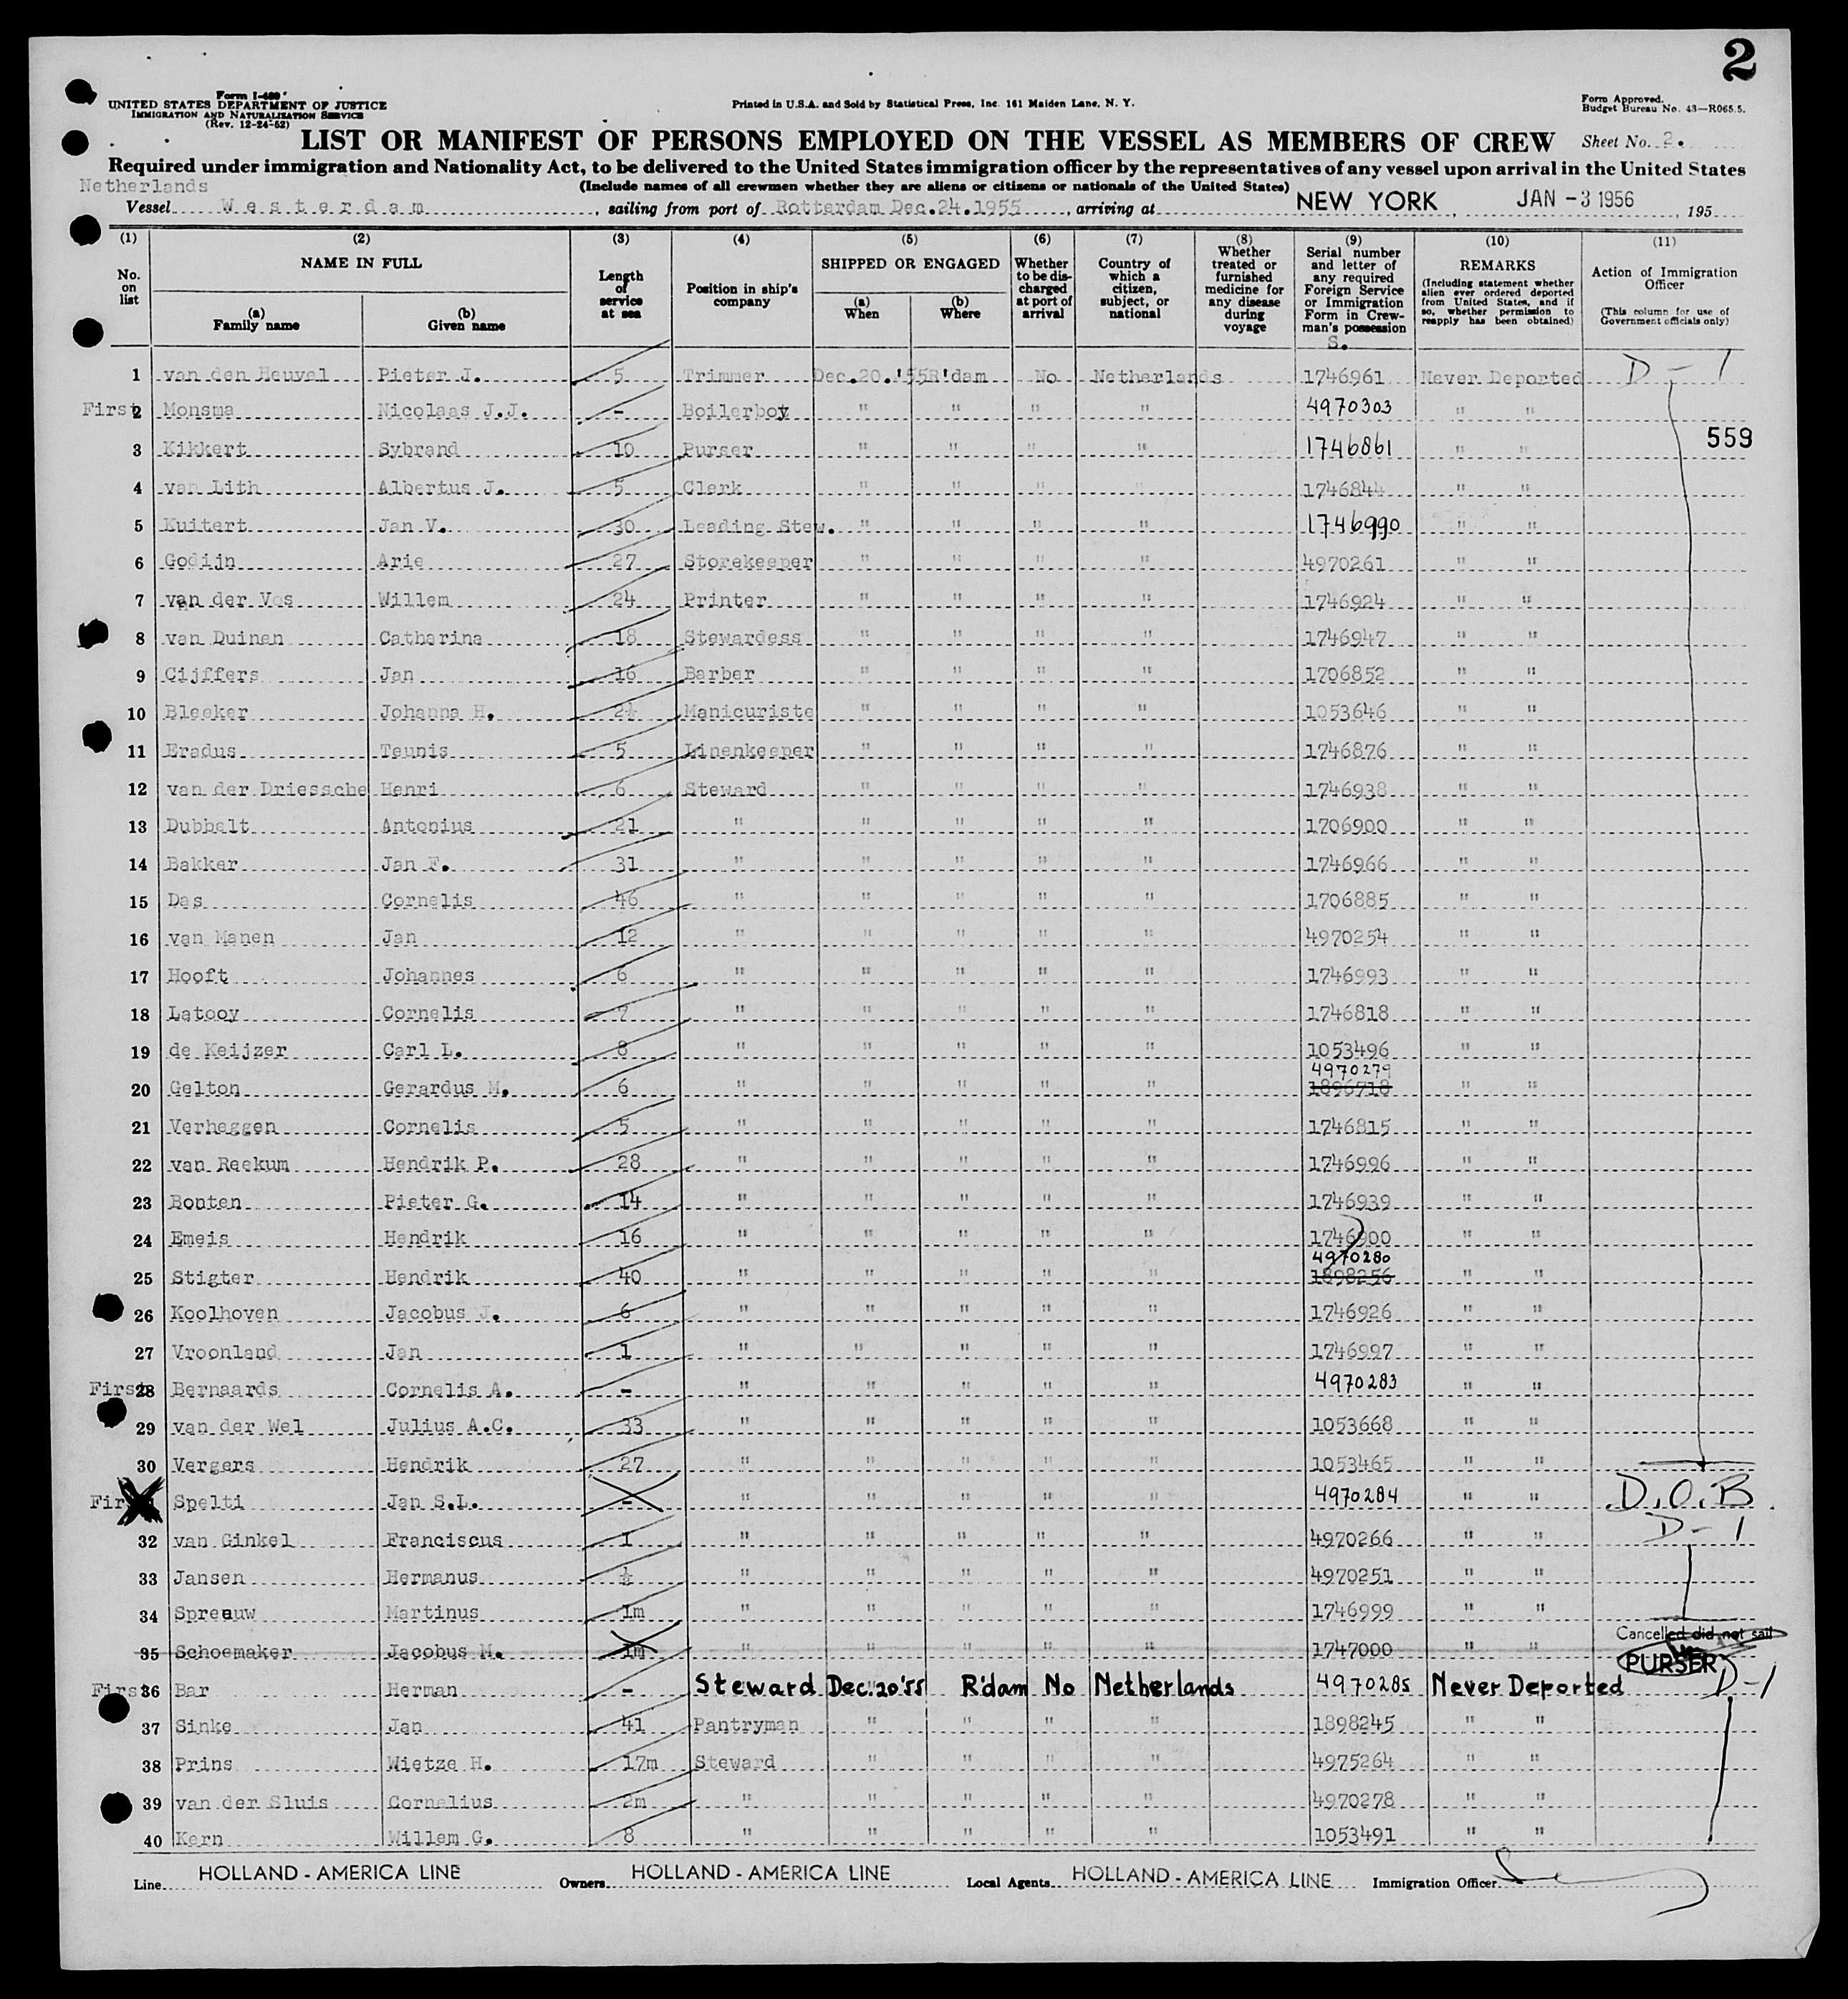 2
Form I-480
UNITED STATES DEPARTMENT OF JUSTICE
IMMIGRATION AND NATURALIZATION SERVICE
(Rev. 12-24-52)
Printed in U.S.A. and Sold by Statistical Press, Inc. 161 Maiden Lane, N. Y.
Form Approved.
Budget Bureau No. 43—R065.5.
LIST OR MANIFEST OF PERSONS EMPLOYED ON THE VESSEL AS MEMBERS OF CREW Sheet No. 2.
Required under immigration and Nationality Act, to be delivered to the United States immigration officer by the representatives of any vessel upon arrival in the United States
Netherlands (Include names of all crewmen whether they are aliens or citizens or nationals of the United States)
Vessel Westerdam, sailing from port of Rotterdam Dec.24.1955, arriving at NEW YORK, JAN -3 1956, 195
(1) No. on list
(2) NAME IN FULL
(a) Family name
(b) Given name
(3) Length of service at sea
(4) Position in ship's company
(5) SHIPPED OR ENGAGED
(a) When
(b) Where
(6) Whether to be discharged at port of arrival
(7) Country of which a citizen, subject, or national
(8) Whether treated or furnished medicine for any disease during voyage
(9) Serial number and letter of any required Foreign Service or Immigration Form in Crewman's possession
S.
(10) REMARKS (Including statement whether alien ever ordered deported from United States, and if so, whether permission to reapply has been obtained)
(11) Action of Immigration Officer (This column for use of Government officials only)
1 van den Heuvel Pieter J. 5 Trimmer Dec.20.'55 R'dam No Netherlands 1746961 Never Deported D-1
First 2 Monsma Nicolaas J.J. - Boilerboy " " " " 4970303 " "
559
3 Kikkert Sybrand 10 Purser " " " " 1746861 " "
4 van Lith Albertus J. 5 Clerk " " " " 1746844 " "
5 Kuitert Jan V. 30 Leading Stew. " " " " 1746990 " "
6 Godijn Arie 27 Storekeeper " " " " 4970261 " "
7 van der Vos Willem 24 Printer " " " " 1746924 " "
8 van Duinen Catharina 18 Stewardess " " " " 1746947 " "
9 Cijffers Jan 16 Barber " " " " 1706852 " "
10 Bleeker Johanna H. 2½ Manicuriste " " " " 1053646 " "
11 Eradus Teunis 5 Linenkeeper " " " " 1746876 " "
12 van der Driessche Henri 6 Steward " " " " 1746938 " "
13 Dubbelt Antonius 21 " " " " " 1706900 " "
14 Bakker Jan F. 31 " " " " " 1746966 " "
15 Das Cornelis 46 " " " " " 1706885 " "
16 van Manen Jan 12 " " " " " 4970254 " "
17 Hooft Johannes 6 " " " " " 1746993 " "
18 Latooy Cornelis 7 " " " " " 1746818 " "
19 de Keijzer Carl L. 8 " " " " " 1053496 " "
4970279
20 Gelton Gerardus M. 6 " " " " " 1896718 " "
21 Verheggen Cornelis 5 " " " " " 1746815 " "
22 van Reekum Hendrik P. 28 " " " " " 1746996 " "
23 Bonten Pieter G. 14 " " " " " 1746939 " "
24 Emeis Hendrik 16 " " " " " 1746900 " "
4970280
25 Stigter Hendrik 40 " " " " " 1898256 " "
26 Koolhoven Jacobus J. 6 " " " " " 1746926 " "
27 Vroonland Jan 1 " " " " " 1746997 " "
First 28 Bernaards Cornelis A. - " " " " " 4970283 " "
29 van der Wel Julius A.C. 33 " " " " " 1053668 " "
30 Vergers Hendrik 27 " " " " " 1053465 " "
First Spelti Jan S.L. - " " " " " 4970284 " " D.O.B.
32 van Ginkel Franciscus 1 " " " " " 4970266 " " D-1
33 Jansen Hermanus ½ " " " " " 4970251 " "
34 Spreeuw Martinus 1m " " " " " 1746999 " "
35 Schoemaker Jacobus M. 1m " " " " " 1747000 " " Cancelled did not sail
PURSER
First 36 Bar Herman - Steward Dec.20'55 R'dam No Netherlands 4970285 Never Deported D-1
37 Sinke Jan 41 Pantryman " " " " 1898245 " "
38 Prins Wietze H. 17m Steward " " " " 4975264 " "
39 van der Sluis Cornelius 2m " " " " " 4970278 " "
40 Kern Willem G. 8 " " " " " 1053491 " "
Line HOLLAND - AMERICA LINE Owners HOLLAND - AMERICA LINE Local Agents HOLLAND - AMERICA LINE Immigration Officer